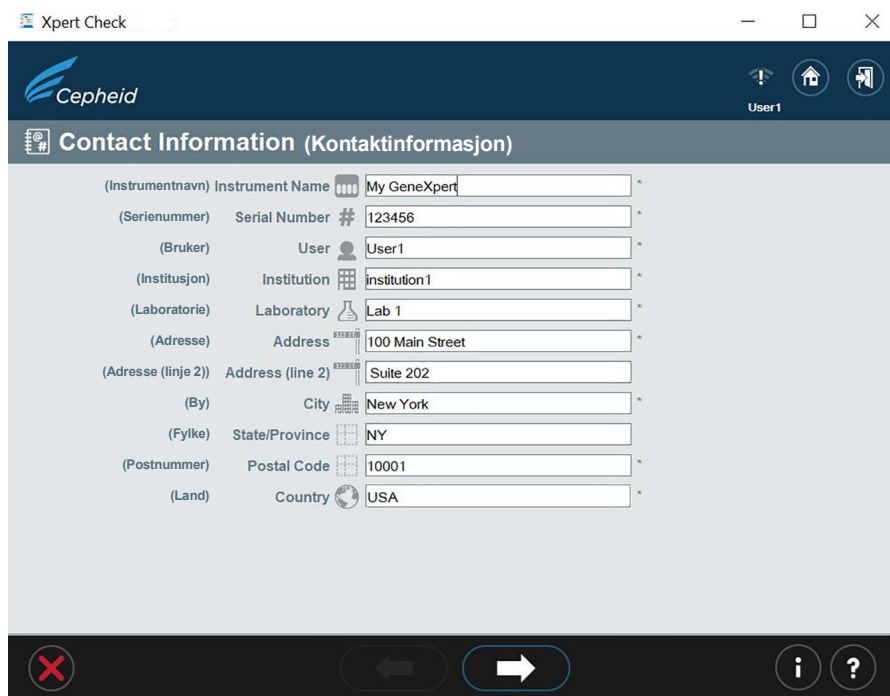 Xpert Check
Cepheid
User1
Contact Information (Kontaktinformasjon)
(Instrumentnavn) Instrument Name My GeneXpert *
(Serienummer) Serial Number # 123456 *
(Bruker) User User1 *
(Institusjon) Institution institution1 *
(Laboratorie) Laboratory Lab 1 *
(Adresse) Address 100 Main Street *
(Adresse (linje 2)) Address (line 2) Suite 202
(By) City New York *
(Fylke) State/Province NY
(Postnummer) Postal Code 10001 *
(Land) Country USA *
i ?